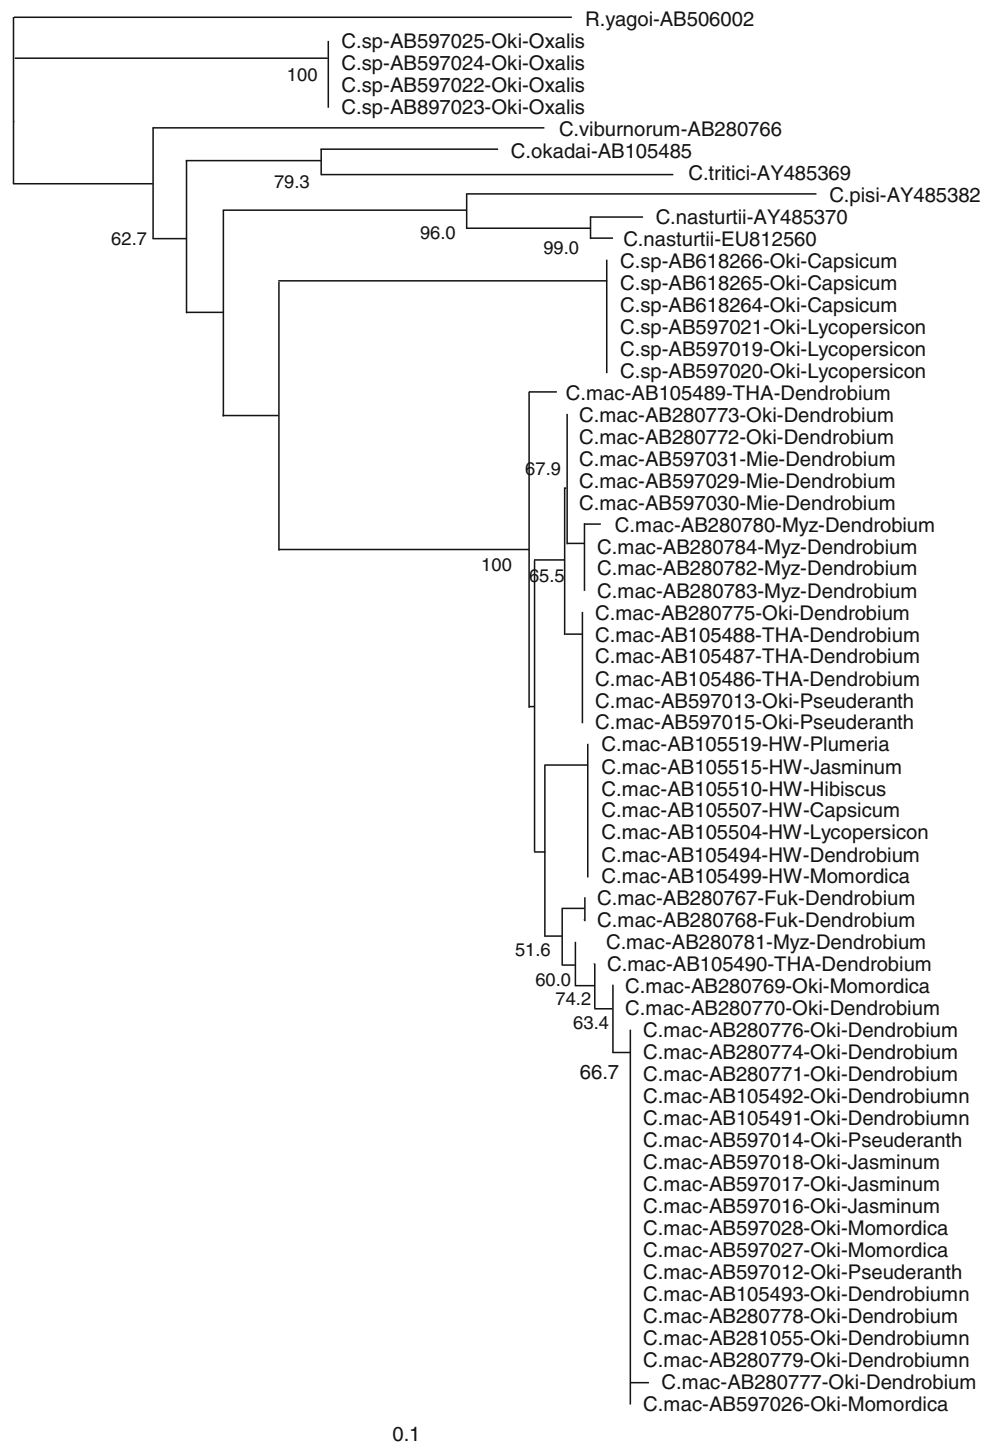 R.yagoi-AB506002
C.sp-AB597025-Oki-Oxalis
C.sp-AB597024-Oki-Oxalis
100
C.sp-AB597022-Oki-Oxalis
C.sp-AB897023-Oki-Oxalis
C.viburnorum-AB280766
C.okadai-AB105485
C.tritici-AY485369
79.3
C.pisi-AY485382
C.nasturtii-AY485370
96.0
62.7
C.nasturtii-EU812560
99.0
C.sp-AB618266-Oki-Capsicum
C.sp-AB618265-Oki-Capsicum
C.sp-AB618264-Oki-Capsicum
C.sp-AB597021-Oki-Lycopersicon
C.sp-AB597019-Oki-Lycopersicon
C.sp-AB597020-Oki-Lycopersicon
C.mac-AB105489-THA-Dendrobium
C.mac-AB280773-Oki-Dendrobium
C.mac-AB280772-Oki-Dendrobium
C.mac-AB597031-Mie-Dendrobium
67.9
C.mac-AB597029-Mie-Dendrobium
C.mac-AB597030-Mie-Dendrobium
C.mac-AB280780-Myz-Dendrobium
C.mac-AB280784-Myz-Dendrobium
100
C.mac-AB280782-Myz-Dendrobium
65.5
C.mac-AB280783-Myz-Dendrobium
C.mac-AB280775-Oki-Dendrobium
C.mac-AB105488-THA-Dendrobium
C.mac-AB105487-THA-Dendrobium
C.mac-AB105486-THA-Dendrobium
C.mac-AB597013-Oki-Pseuderanth
C.mac-AB597015-Oki-Pseuderanth
C.mac-AB105519-HW-Plumeria
C.mac-AB105515-HW-Jasminum
C.mac-AB105510-HW-Hibiscus
C.mac-AB105507-HW-Capsicum
C.mac-AB105504-HW-Lycopersicon
C.mac-AB105494-HW-Dendrobium
C.mac-AB105499-HW-Momordica
C.mac-AB280767-Fuk-Dendrobium
C.mac-AB280768-Fuk-Dendrobium
C.mac-AB280781-Myz-Dendrobium
51.6
C.mac-AB105490-THA-Dendrobium
60.0
C.mac-AB280769-Oki-Momordica
74.2
C.mac-AB280770-Oki-Dendrobium
63.4
C.mac-AB280776-Oki-Dendrobium
C.mac-AB280774-Oki-Dendrobium
66.7
C.mac-AB280771-Oki-Dendrobium
C.mac-AB105492-Oki-Dendrobiumn
C.mac-AB105491-Oki-Dendrobiumn
C.mac-AB597014-Oki-Pseuderanth
C.mac-AB597018-Oki-Jasminum
C.mac-AB597017-Oki-Jasminum
C.mac-AB597016-Oki-Jasminum
C.mac-AB597028-Oki-Momordica
C.mac-AB597027-Oki-Momordica
C.mac-AB597012-Oki-Pseuderanth
C.mac-AB105493-Oki-Dendrobiumn
C.mac-AB280778-Oki-Dendrobium
C.mac-AB281055-Oki-Dendrobiumn
C.mac-AB280779-Oki-Dendrobiumn
C.mac-AB280777-Oki-Dendrobium
C.mac-AB597026-Oki-Momordica
0.1